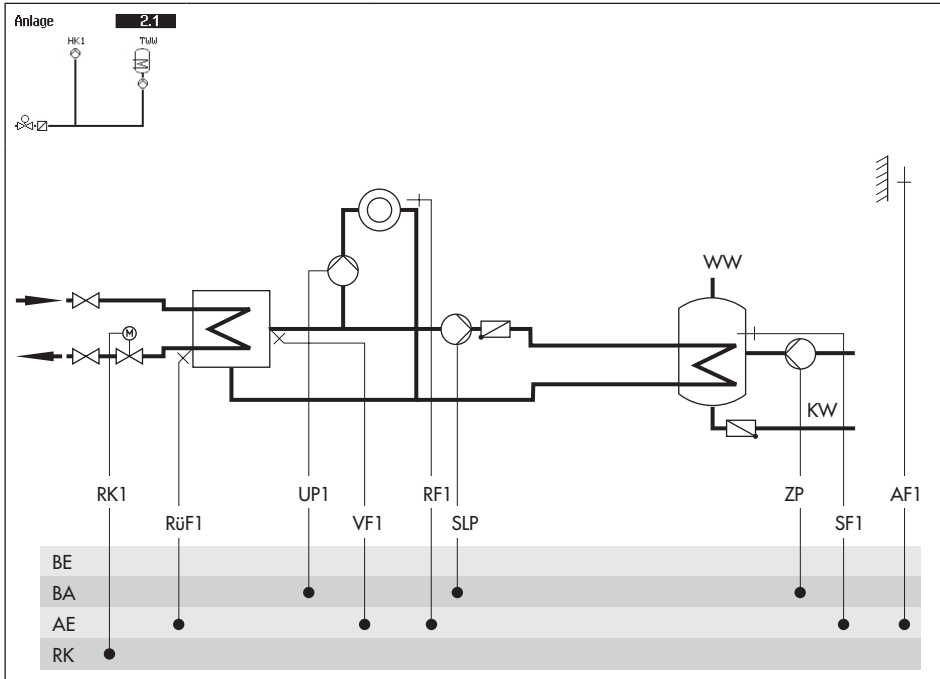 Anlage 2.1
HK1 TWW
M
WW
KW
RK1 UP1 RF1 ZP AF1
RüF1 VF1 SLP SF1
BE
BA
AE
RK